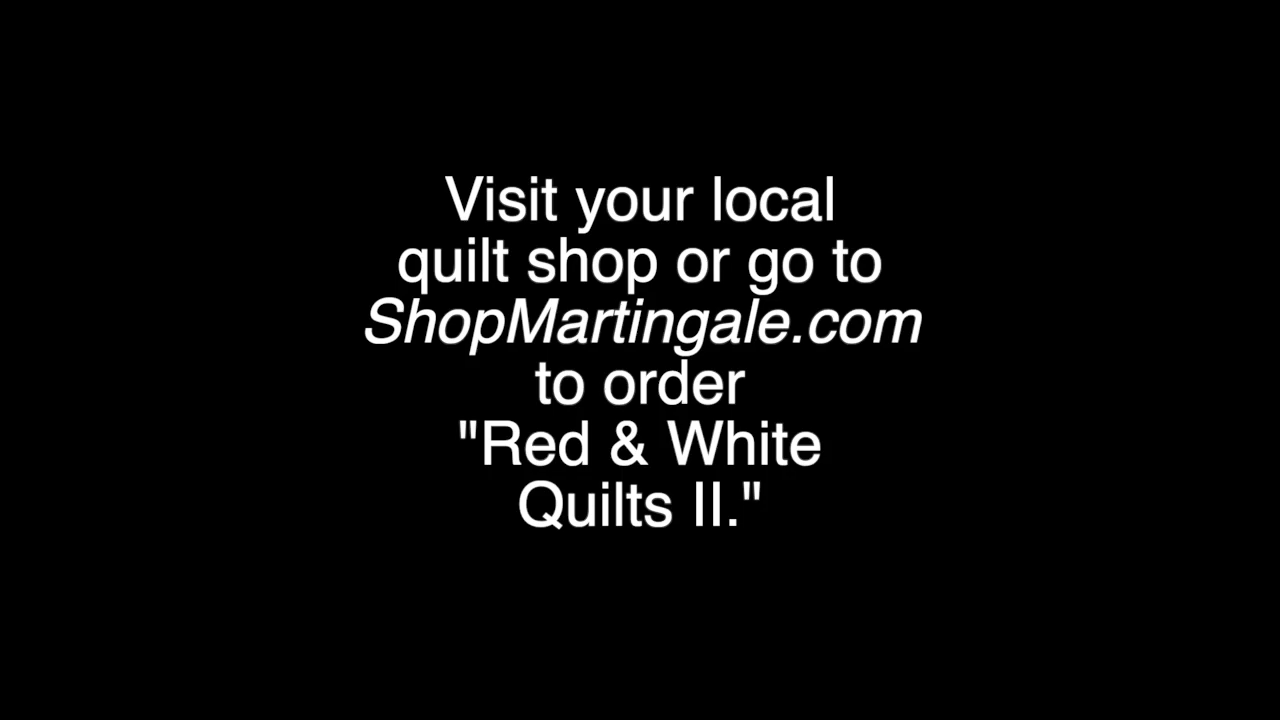 Visit your local
quilt shop or go to
ShopMartingale.com
to order
"Red & White
Quilts II."